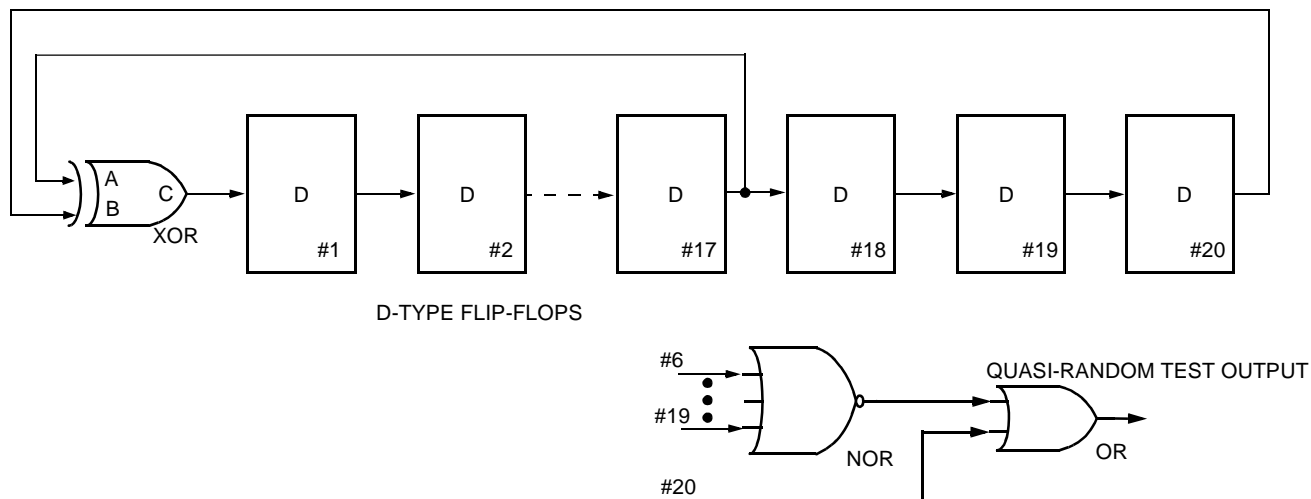 A
B
C
XOR
D
#1
D
#2
D
#17
D
#18
D
#19
D
#20
D-TYPE FLIP-FLOPS
#6
#19
#20
NOR
QUASI-RANDOM TEST OUTPUT
OR